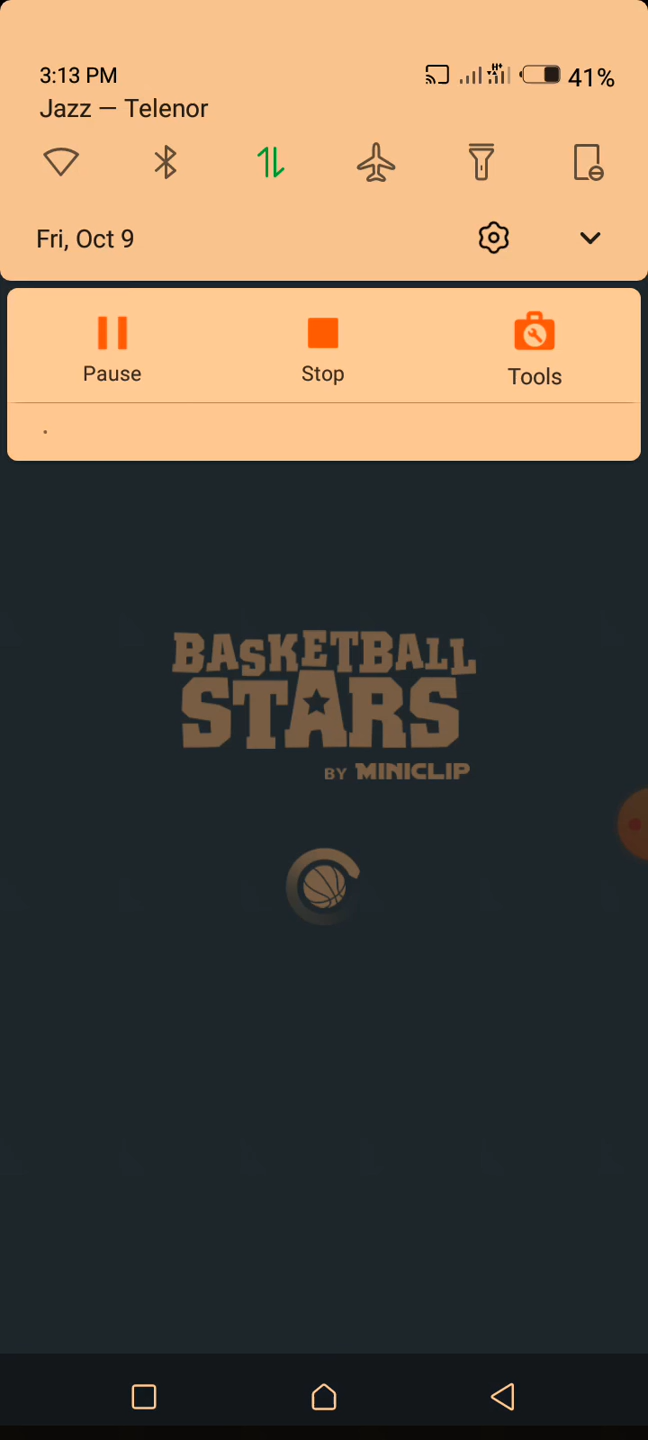 3:13 PM
H+
41%
Jazz — Telenor
Fri, Oct 9
Pause
Stop
Tools
.
BASKETBALL
STARS
BY MINICLIP